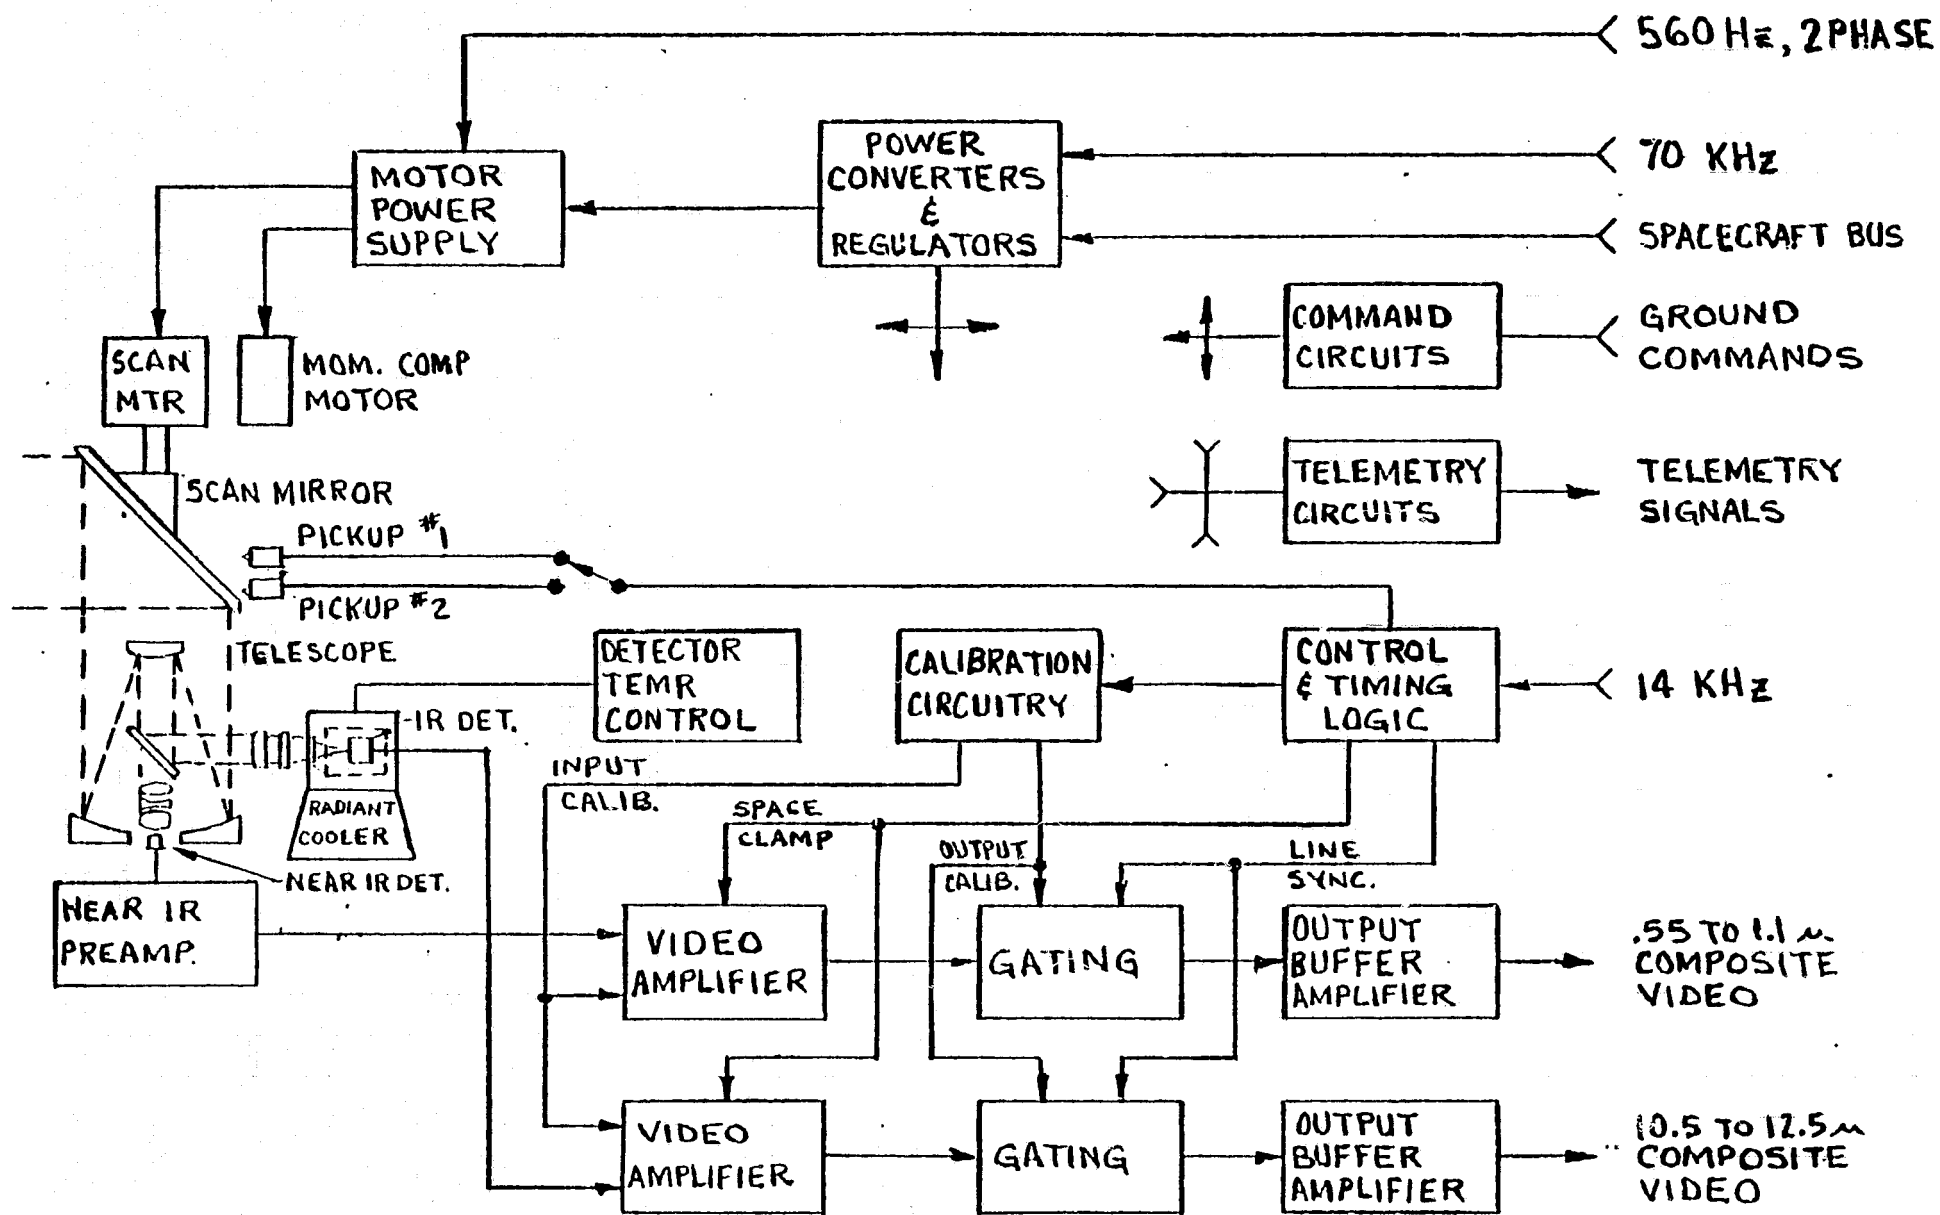 560 Hz, 2 PHASE
POWER
CONVERTERS
&
REGULATORS
70 KHz
MOTOR
POWER
SUPPLY
SPACECRAFT BUS
COMMAND
CIRCUITS
GROUND
COMMANDS
SCAN
MTR
MOM. COMP
MOTOR
TELEMETRY
CIRCUITS
TELEMETRY
SIGNALS
SCAN MIRROR
PICKUP #1
PICKUP #2
TELESCOPE
DETECTOR
TEMP
CONTROL
CALIBRATION
CIRCUITRY
CONTROL
& TIMING
LOGIC
14 KHz
IR DET.
INPUT
CALIB.
RADIANT
COOLER
SPACE
CLAMP
OUTPUT
CALIB.
LINE
SYNC.
NEAR IR DET.
NEAR IR
PREAMP.
VIDEO
AMPLIFIER
GATING
OUTPUT
BUFFER
AMPLIFIER
.55 TO 1.1 μ
COMPOSITE
VIDEO
VIDEO
AMPLIFIER
GATING
OUTPUT
BUFFER
AMPLIFIER
10.5 TO 12.5 μ
COMPOSITE
VIDEO